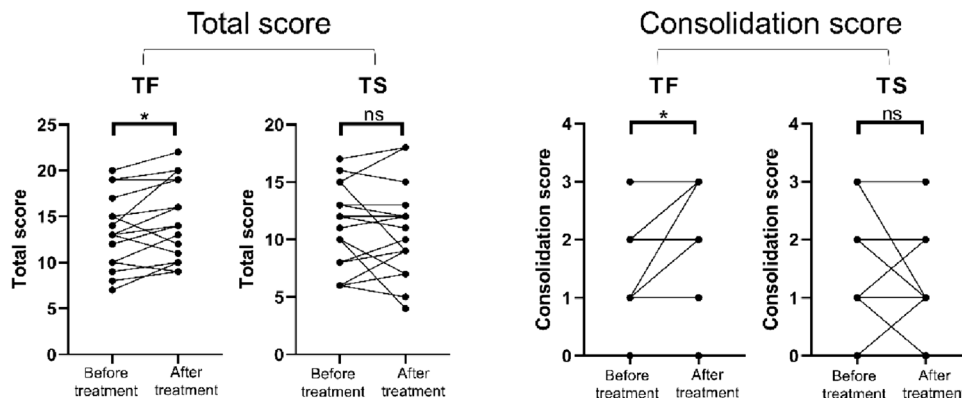 Total score
Consolidation score
TF
TS
TF
TS
*
ns
*
ns
Total score
25
20
15
10
5
0
Before treatment
After treatment
Total score
20
15
10
5
0
Before treatment
After treatment
Consolidation score
4
3
2
1
0
Before treatment
After treatment
Consolidation score
4
3
2
1
0
Before treatment
After treatment